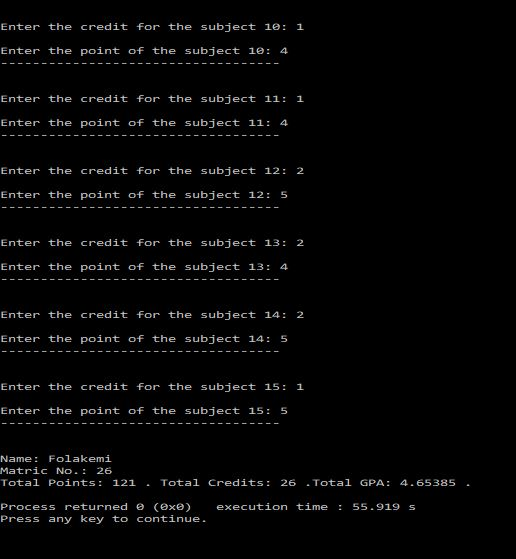 Enter the credit for the subject 10: 1
Enter the point of the subject 10: 4
-----------------------------------
Enter the credit for the subject 11: 1
Enter the point of the subject 11: 4
-----------------------------------
Enter the credit for the subject 12: 2
Enter the point of the subject 12: 5
-----------------------------------
Enter the credit for the subject 13: 2
Enter the point of the subject 13: 4
-----------------------------------
Enter the credit for the subject 14: 2
Enter the point of the subject 14: 5
-----------------------------------
Enter the credit for the subject 15: 1
Enter the point of the subject 15: 5
-----------------------------------
Name: Folakemi
Matric No.: 26
Total Points: 121 . Total Credits: 26 .Total GPA: 4.65385 .
Process returned 0 (0x0)   execution time : 55.919 s
Press any key to continue.